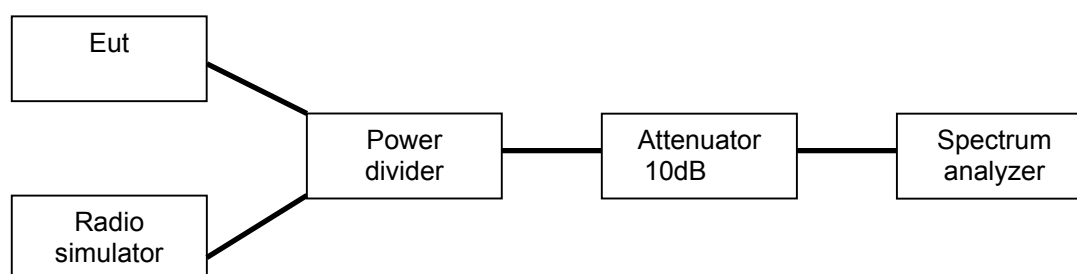 Eut
Power
divider
Attenuator
10dB
Spectrum
analyzer
Radio
simulator